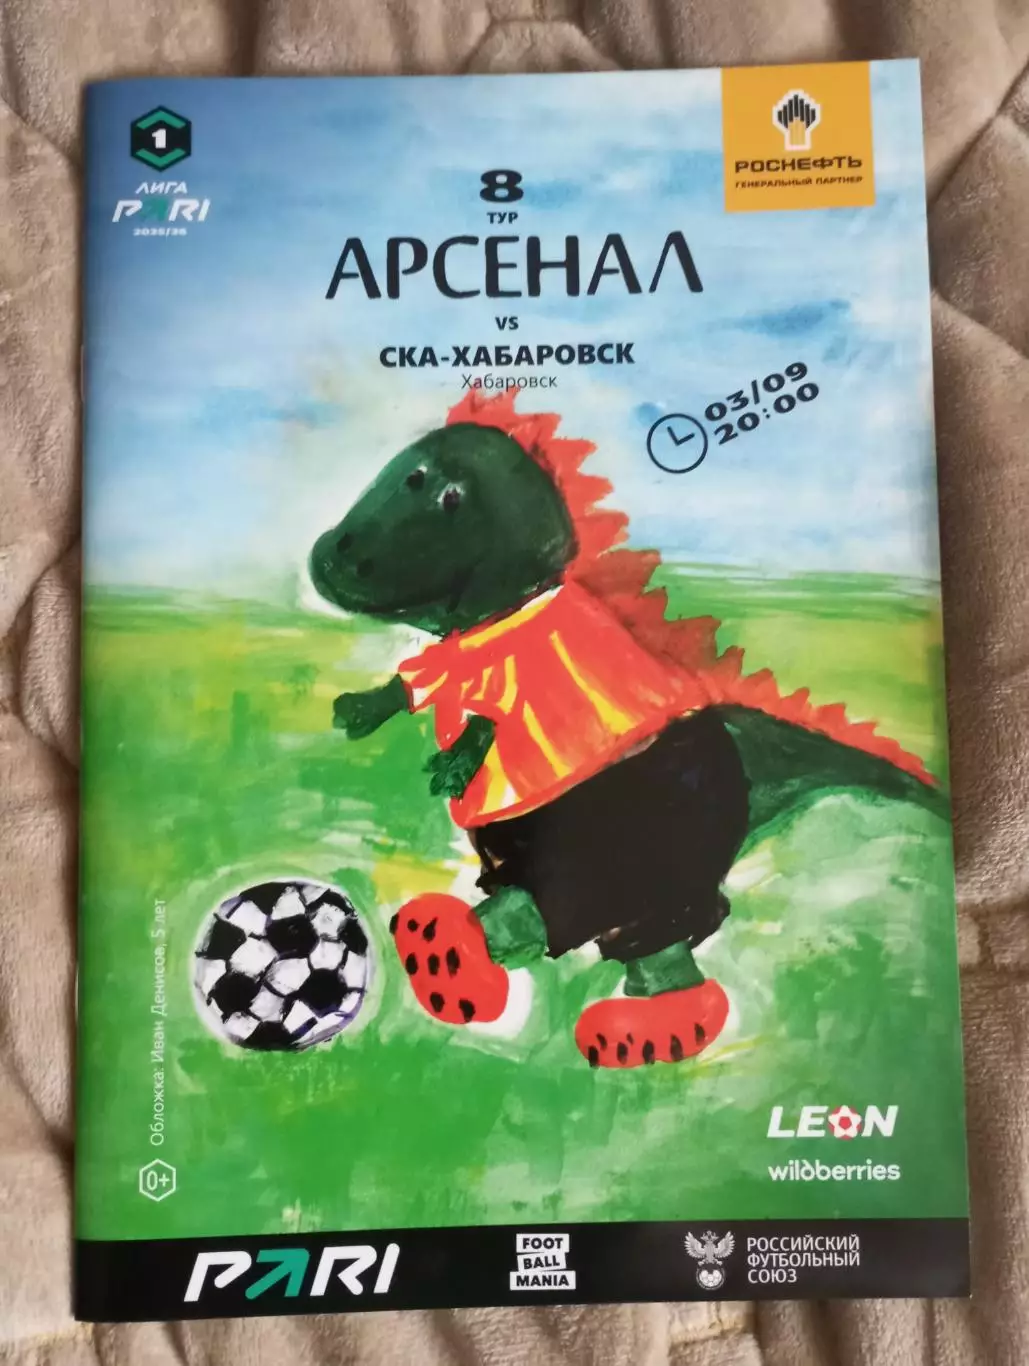 1
ЛИГА
PARI
2025/26
РОСНЕФТЬ
ГЕНЕРАЛЬНЫЙ ПАРТНЕР
8
ТУР
АРСЕНАЛ
VS
СКА-ХАБАРОВСК
Хабаровск
03/09
20:00
Обложка: Иван Денисов, 5 лет
0+
LEON
wildberries
PARI
FOOT
BALL
MANIA
РОССИЙСКИЙ
ФУТБОЛЬНЫЙ
СОЮЗ